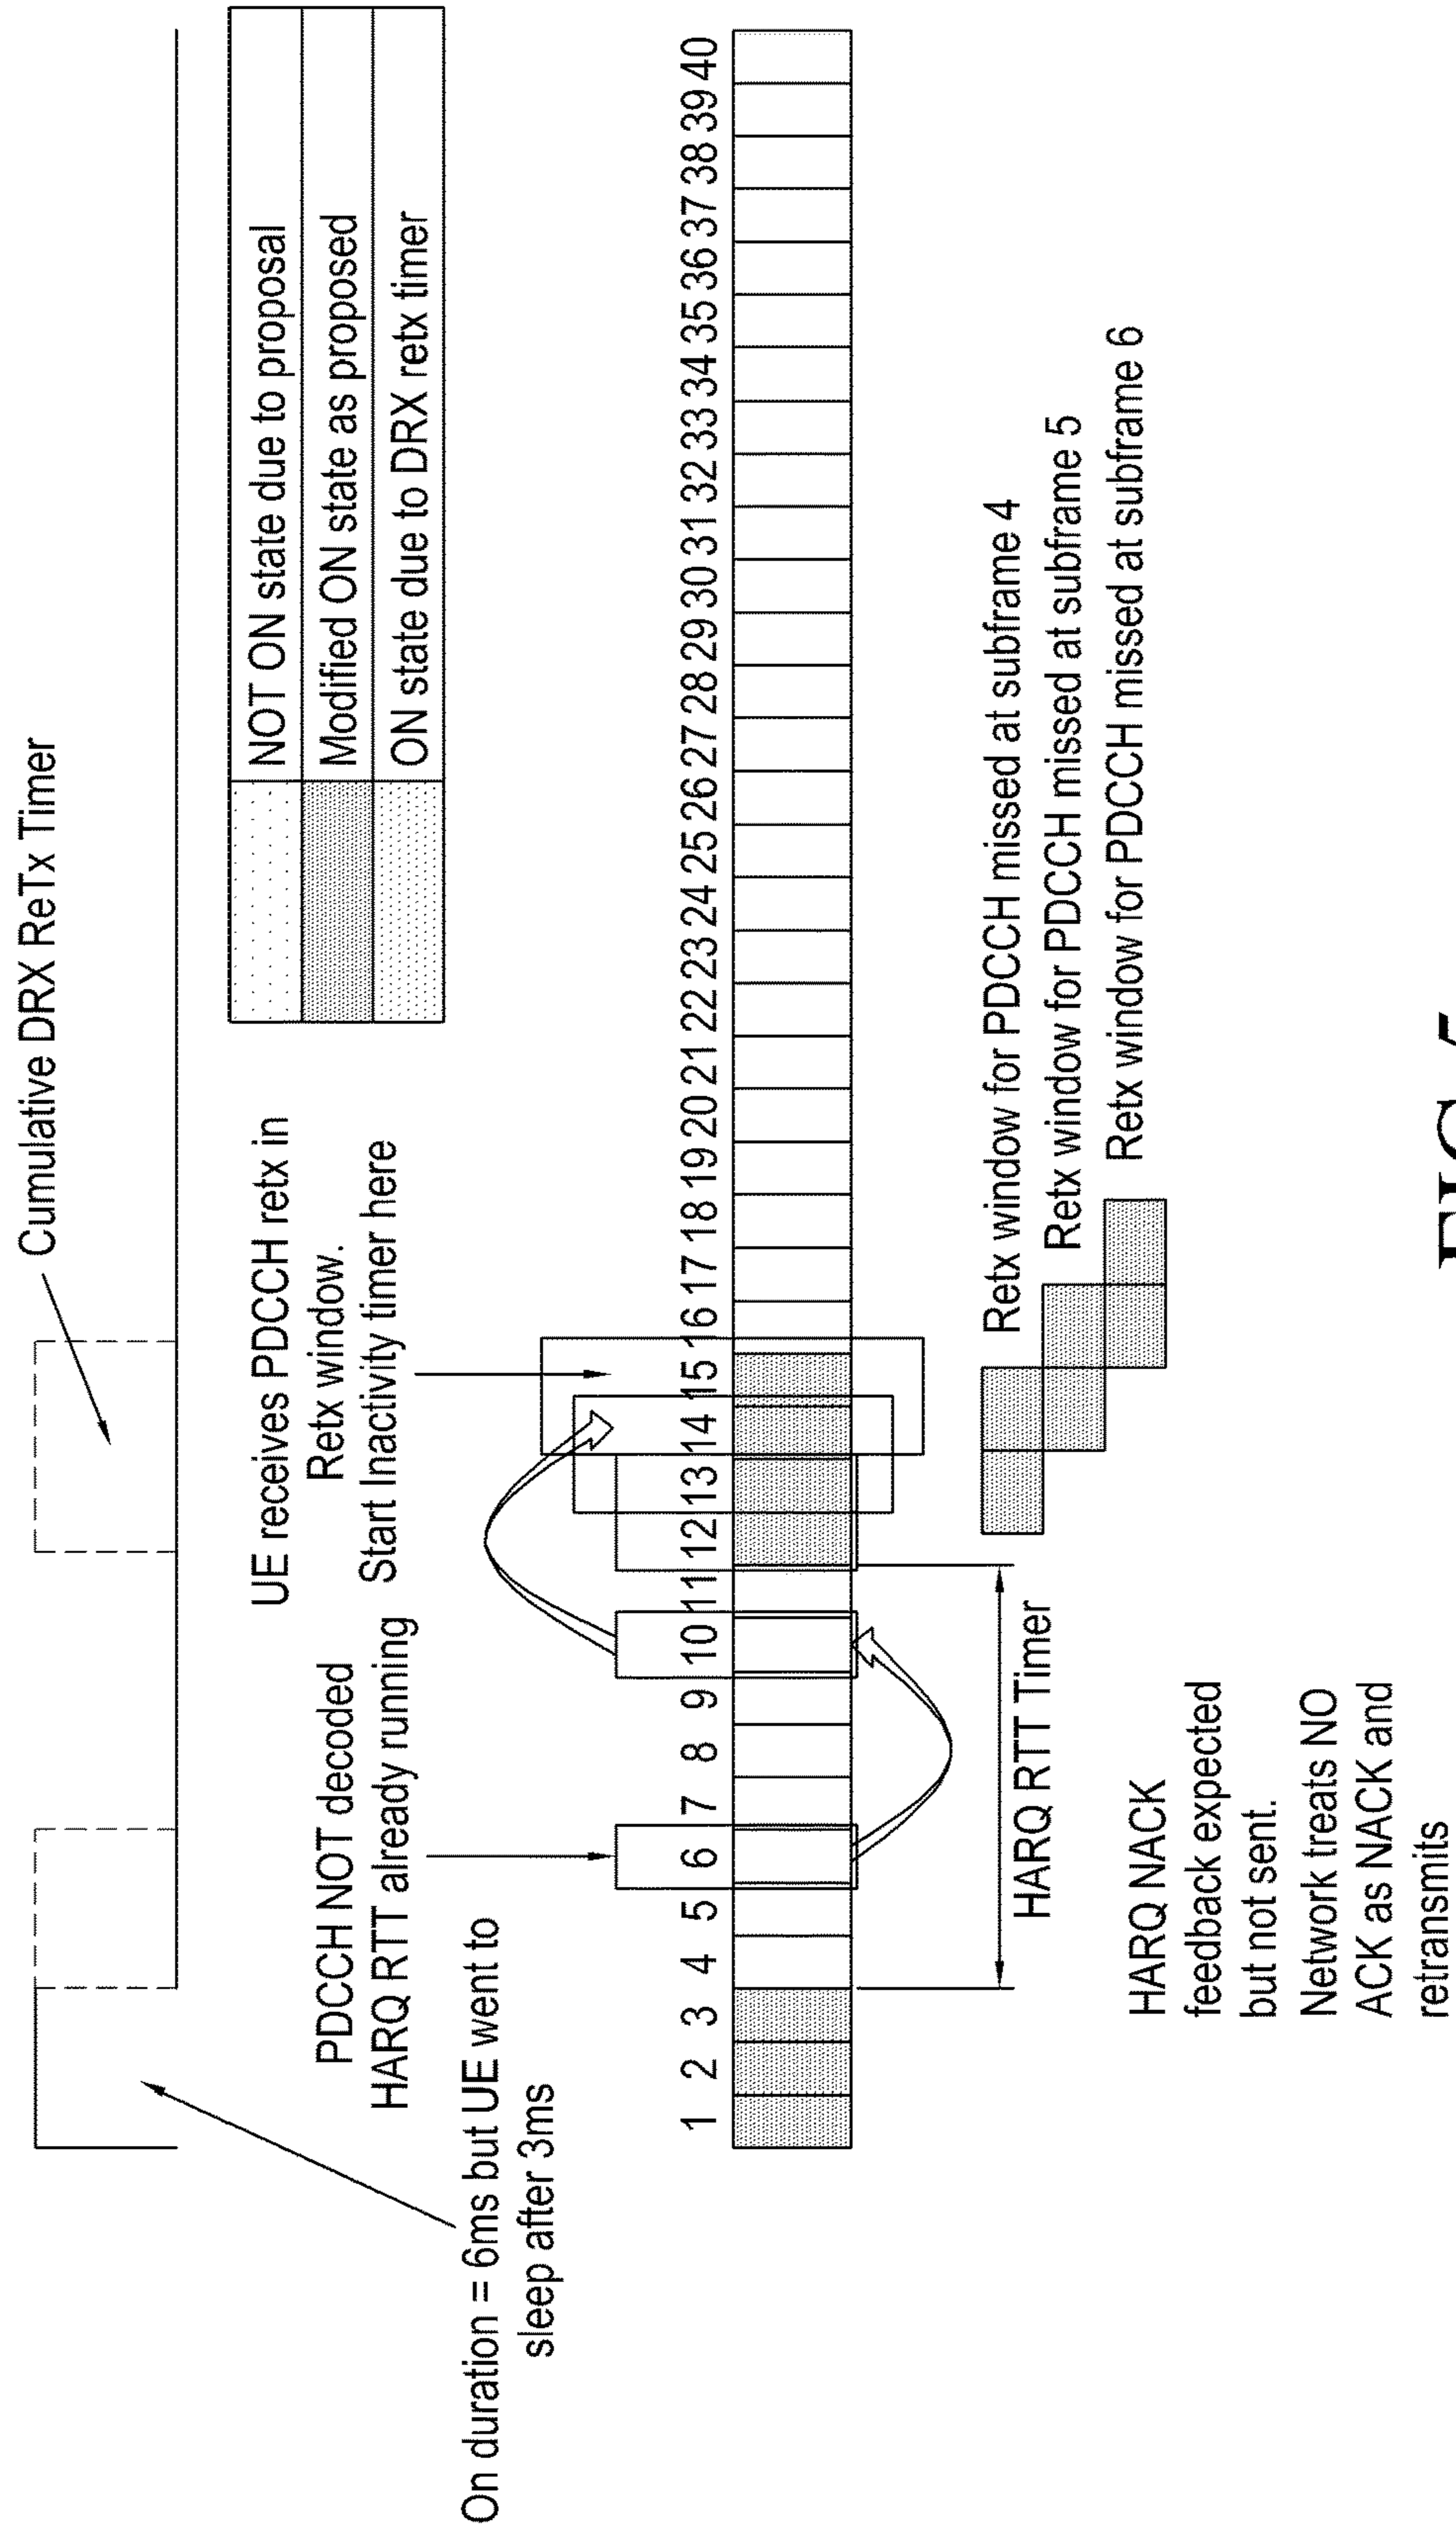 Cumulative DRX ReTx Timer
NOT ON state due to proposal
Modified ON state as proposed
ON state due to DRX retx timer
UE receives PDCCH retx in
Retx window.
Start Inactivity timer here
PDCCH NOT decoded
HARQ RTT already running
On duration = 6ms but UE went to
sleep after 3ms
1 2 3 4 5 6 7 8 9 10 11 12 13 14 15 16 17 18 19 20 21 22 23 24 25 26 27 28 29 30 31 32 33 34 35 36 37 38 39 40
HARQ RTT Timer
Retx window for PDCCH missed at subframe 4
Retx window for PDCCH missed at subframe 5
Retx window for PDCCH missed at subframe 6
HARQ NACK
feedback expected
but not sent.
Network treats NO
ACK as NACK and
retransmits